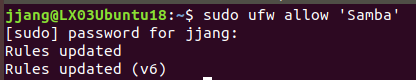 jjang@LX03Ubuntu18:~$ sudo ufw allow 'Samba'
[sudo] password for jjang:
Rules updated
Rules updated (v6)